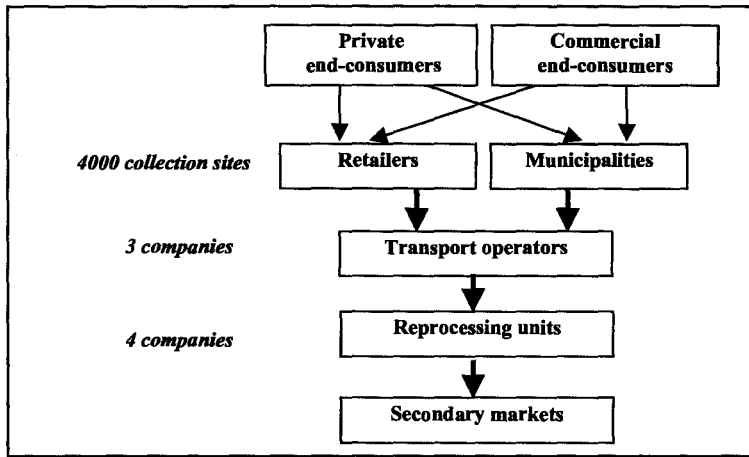 Private
end-consumers
Commercial
end-consumers
4000 collection sites
Retailers
Municipalities
3 companies
Transport operators
4 companies
Reprocessing units
Secondary markets